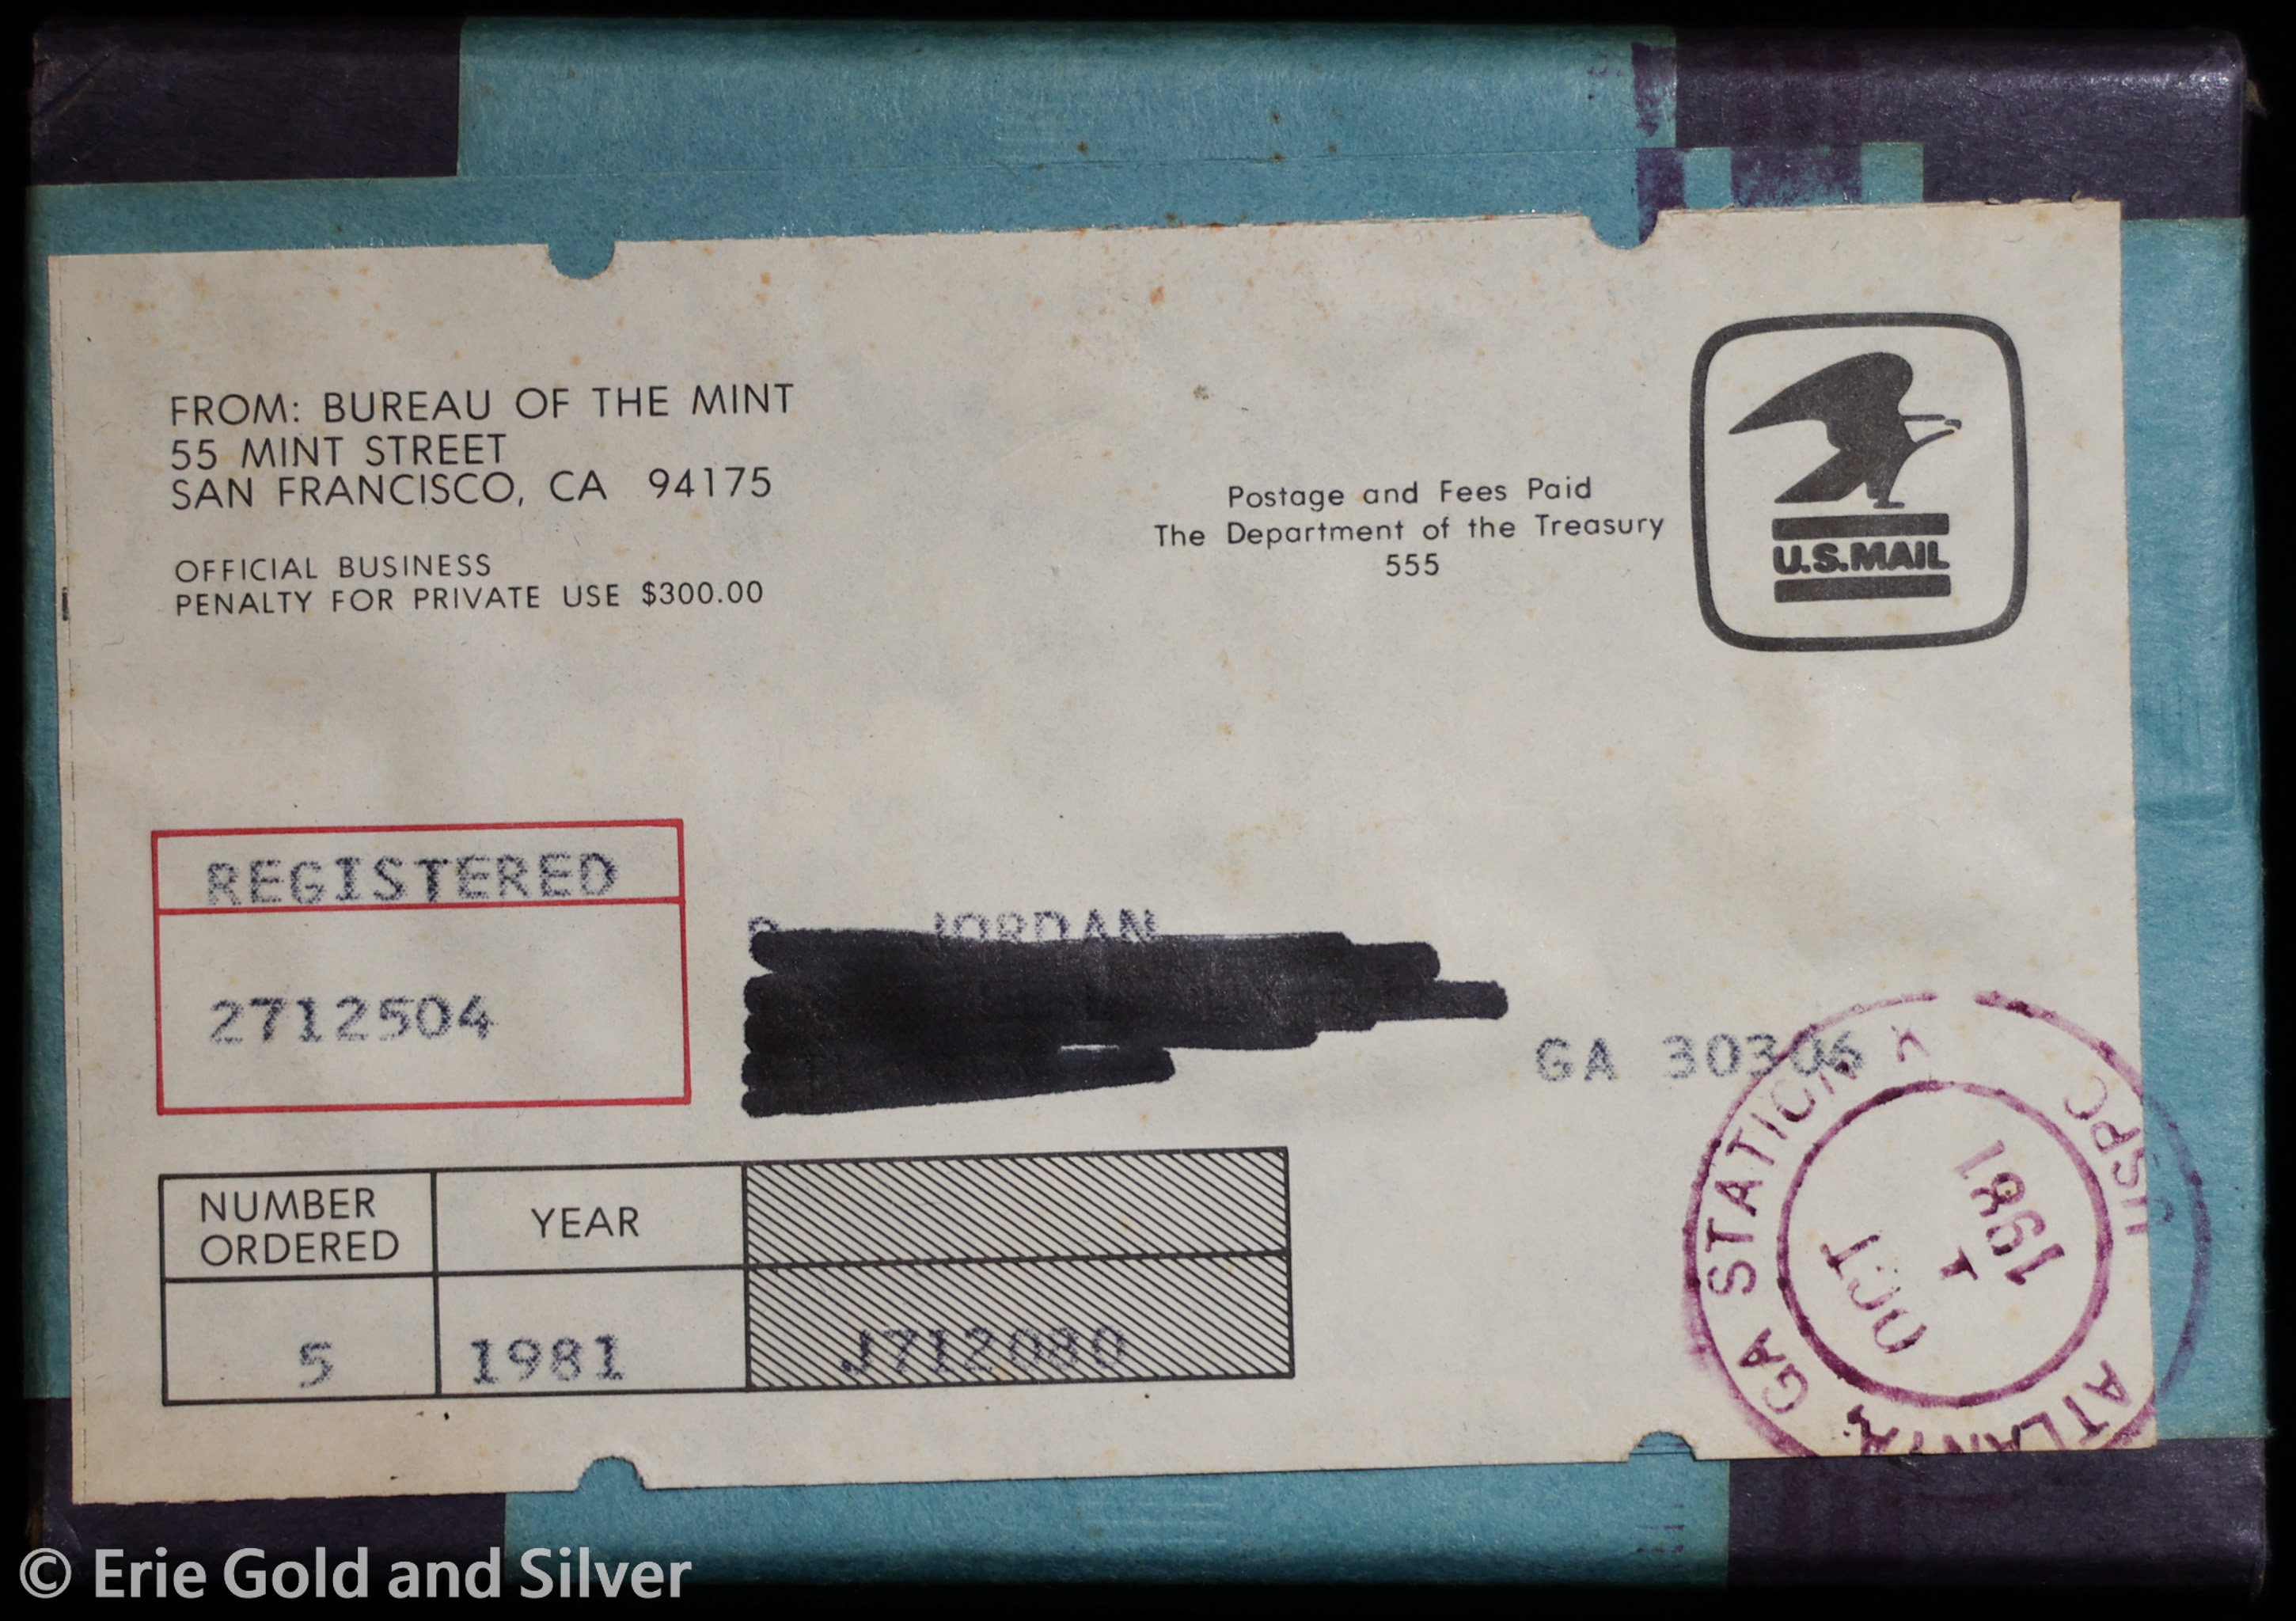 FROM: BUREAU OF THE MINT
55 MINT STREET
SAN FRANCISCO, CA 94175
OFFICIAL BUSINESS
PENALTY FOR PRIVATE USE $300.00
Postage and Fees Paid
The Department of the Treasury
555
U.S.MAIL
REGISTERED
2712504
JORDAN
GA 30306
NUMBER ORDERED
YEAR
5
1981
J712080
ATLANTA GA STATION K
USPC
OCT
1
1981
© Erie Gold and Silver